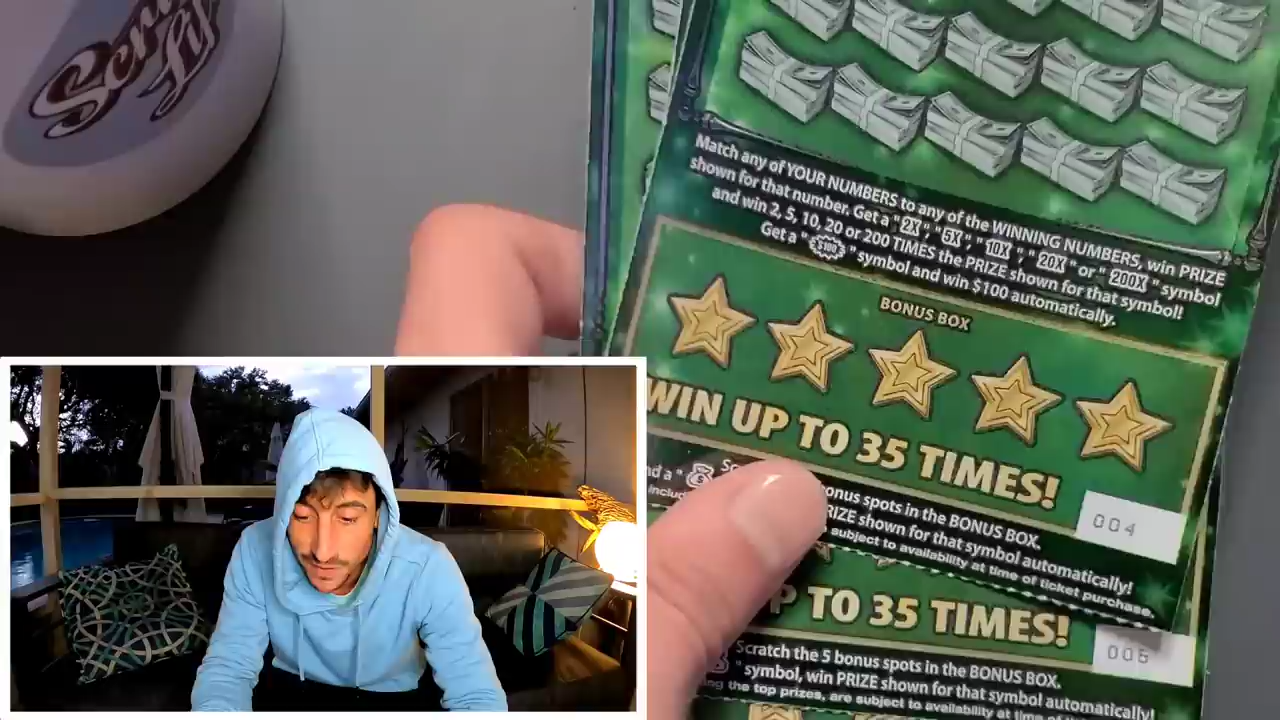 Match any of YOUR NUMBERS to any of the WINNING NUMBERS, win PRIZE
shown for that number. Get a "2X", "5X", "10X", "20X" or "200X" symbol
and win 2, 5, 10, 20 or 200 TIMES the PRIZE shown for that symbol!
Get a "$100" symbol and win $100 automatically.
BONUS BOX
WIN UP TO 35 TIMES!
004
onus spots in the BONUS BOX.
RIZE shown for that symbol automatically!
subject to availability at time of ticket purchase.
P TO 35 TIMES!
005
Scratch the 5 bonus spots in the BONUS BOX.
" symbol, win PRIZE shown for that symbol automatically!
ng the top prizes, are subject to availability at time of